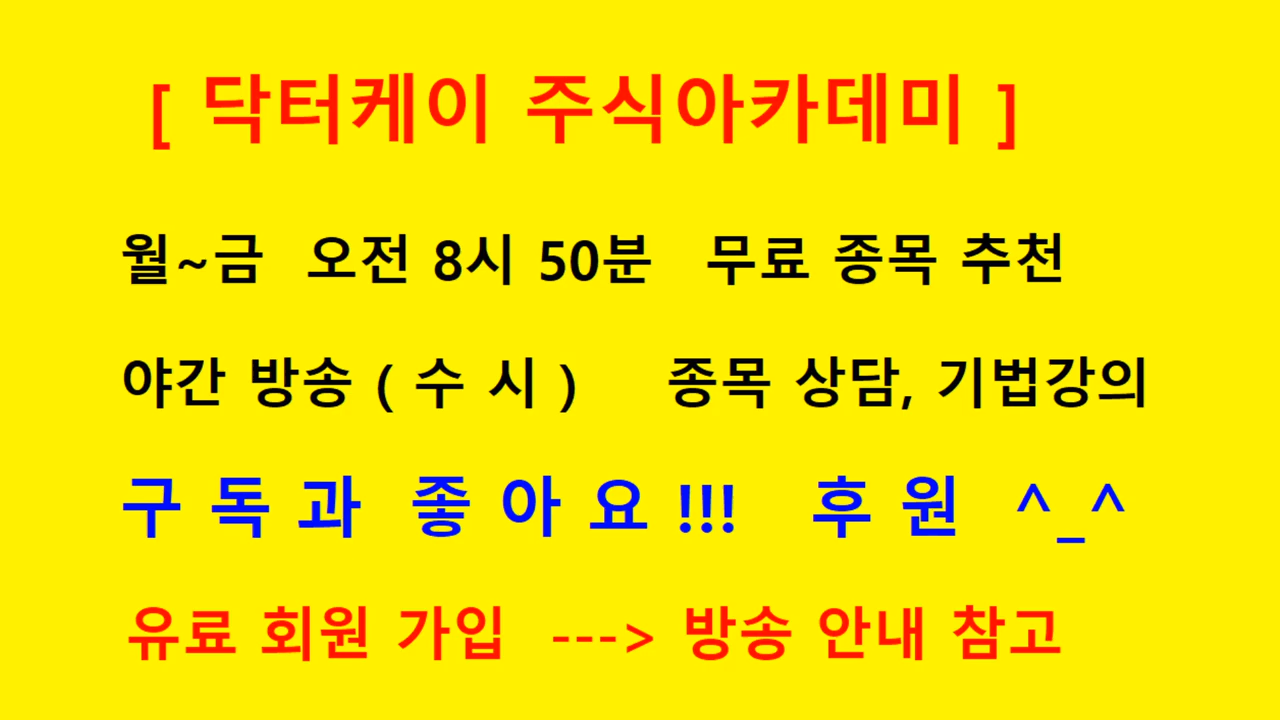 [ 닥터케이 주식아카데미 ]
월~금 오전 8시 50분 무료 종목 추천
야간 방송 ( 수 시 ) 종목 상담, 기법강의
구 독 과 좋 아 요 !!! 후 원 ^_^
유료 회원 가입 ---> 방송 안내 참고